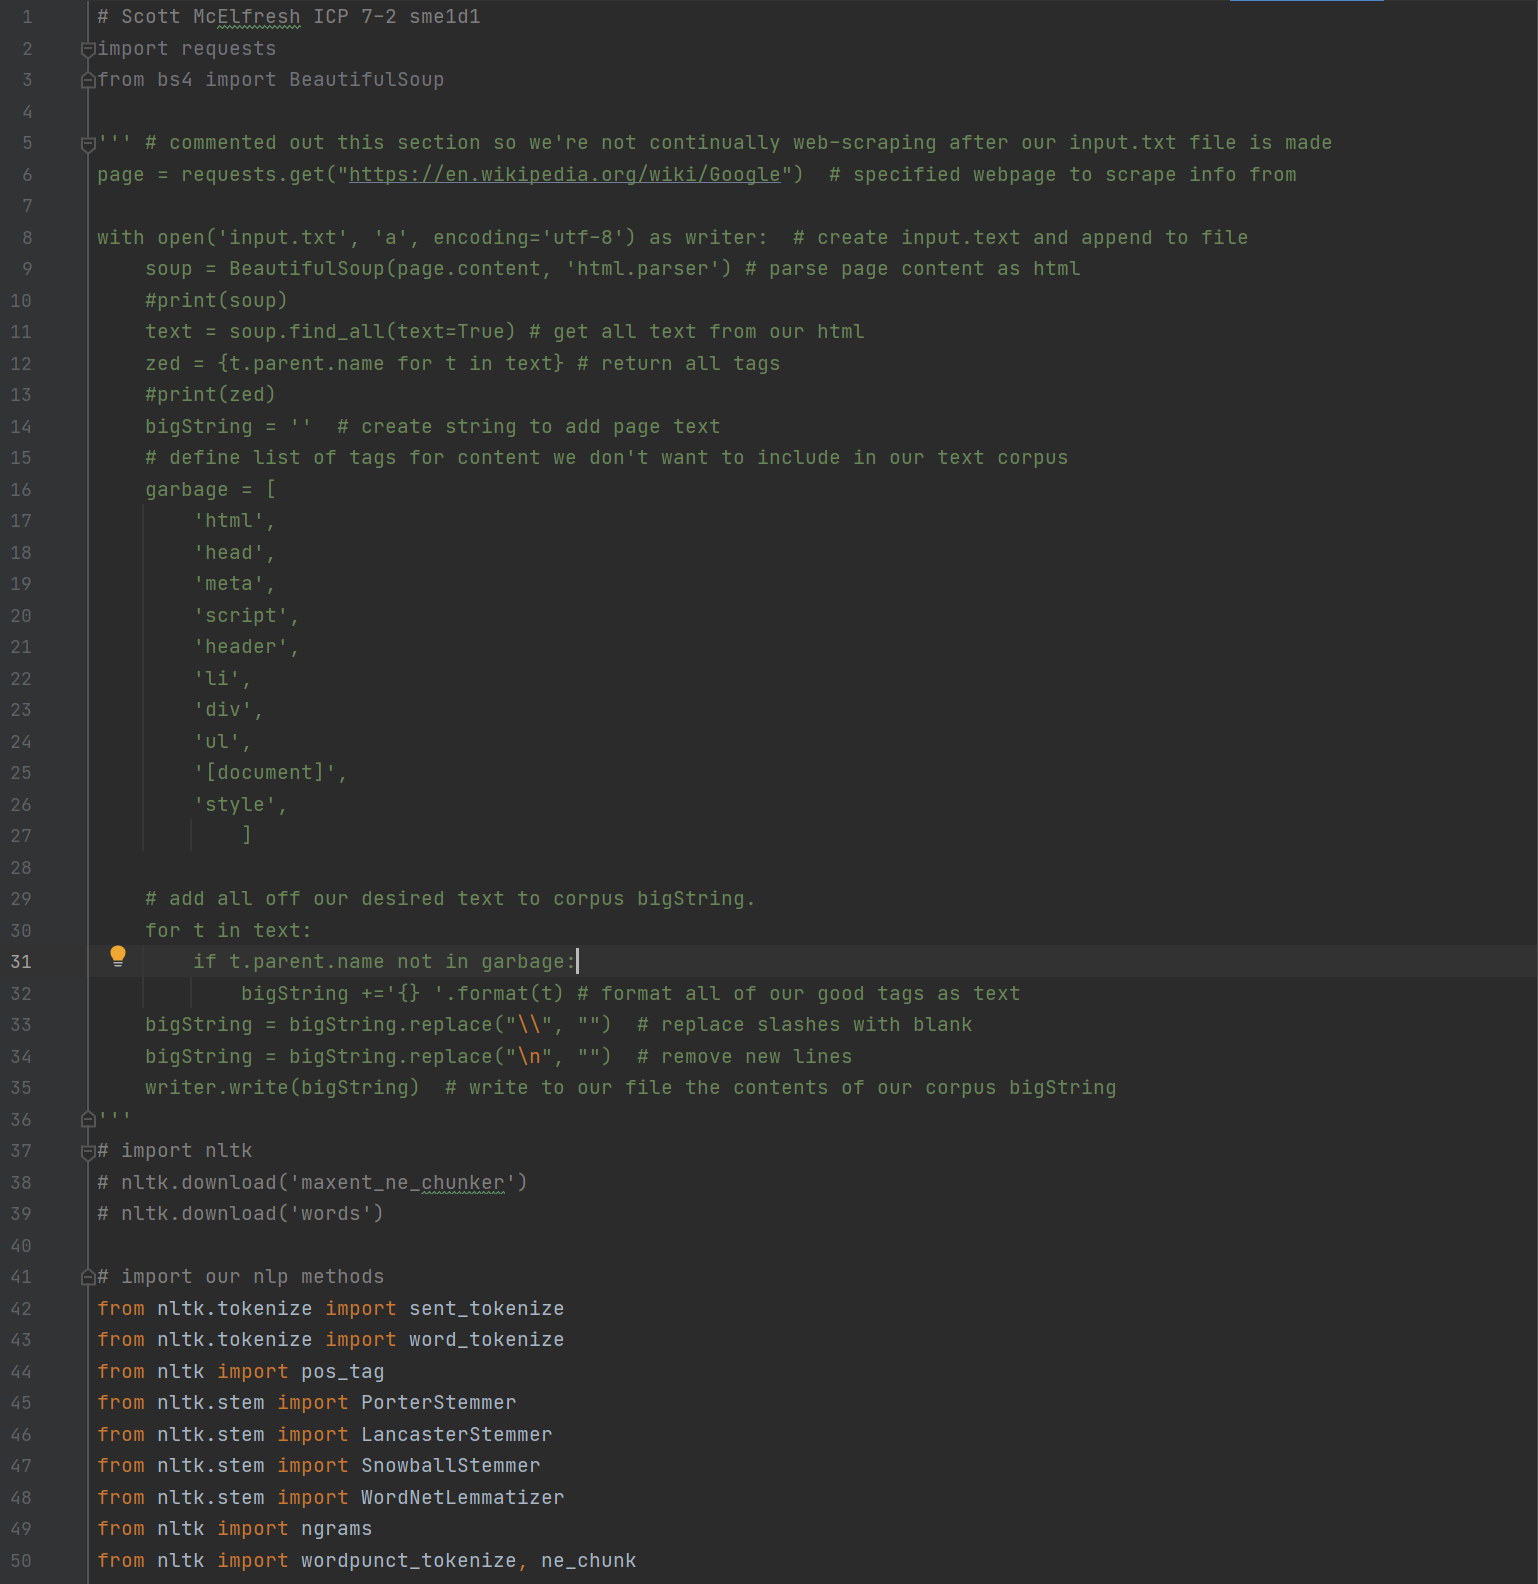 1 # Scott McElfresh ICP 7-2 sme1d1
2 import requests
3 from bs4 import BeautifulSoup
4
5 ''' # commented out this section so we're not continually web-scraping after our input.txt file is made
6 page = requests.get("https://en.wikipedia.org/wiki/Google")  # specified webpage to scrape info from
7
8 with open('input.txt', 'a', encoding='utf-8') as writer:  # create input.text and append to file
9     soup = BeautifulSoup(page.content, 'html.parser') # parse page content as html
10     #print(soup)
11     text = soup.find_all(text=True) # get all text from our html
12     zed = {t.parent.name for t in text} # return all tags
13     #print(zed)
14     bigString = ''  # create string to add page text
15     # define list of tags for content we don't want to include in our text corpus
16     garbage = [
17         'html',
18         'head',
19         'meta',
20         'script',
21         'header',
22         'li',
23         'div',
24         'ul',
25         '[document]',
26         'style',
27             ]
28
29     # add all off our desired text to corpus bigString.
30     for t in text:
31         if t.parent.name not in garbage:
32             bigString +='{} '.format(t) # format all of our good tags as text
33     bigString = bigString.replace("\\", "")  # replace slashes with blank
34     bigString = bigString.replace("\n", "")  # remove new lines
35     writer.write(bigString)  # write to our file the contents of our corpus bigString
36 '''
37 # import nltk
38 # nltk.download('maxent_ne_chunker')
39 # nltk.download('words')
40
41 # import our nlp methods
42 from nltk.tokenize import sent_tokenize
43 from nltk.tokenize import word_tokenize
44 from nltk import pos_tag
45 from nltk.stem import PorterStemmer
46 from nltk.stem import LancasterStemmer
47 from nltk.stem import SnowballStemmer
48 from nltk.stem import WordNetLemmatizer
49 from nltk import ngrams
50 from nltk import wordpunct_tokenize, ne_chunk